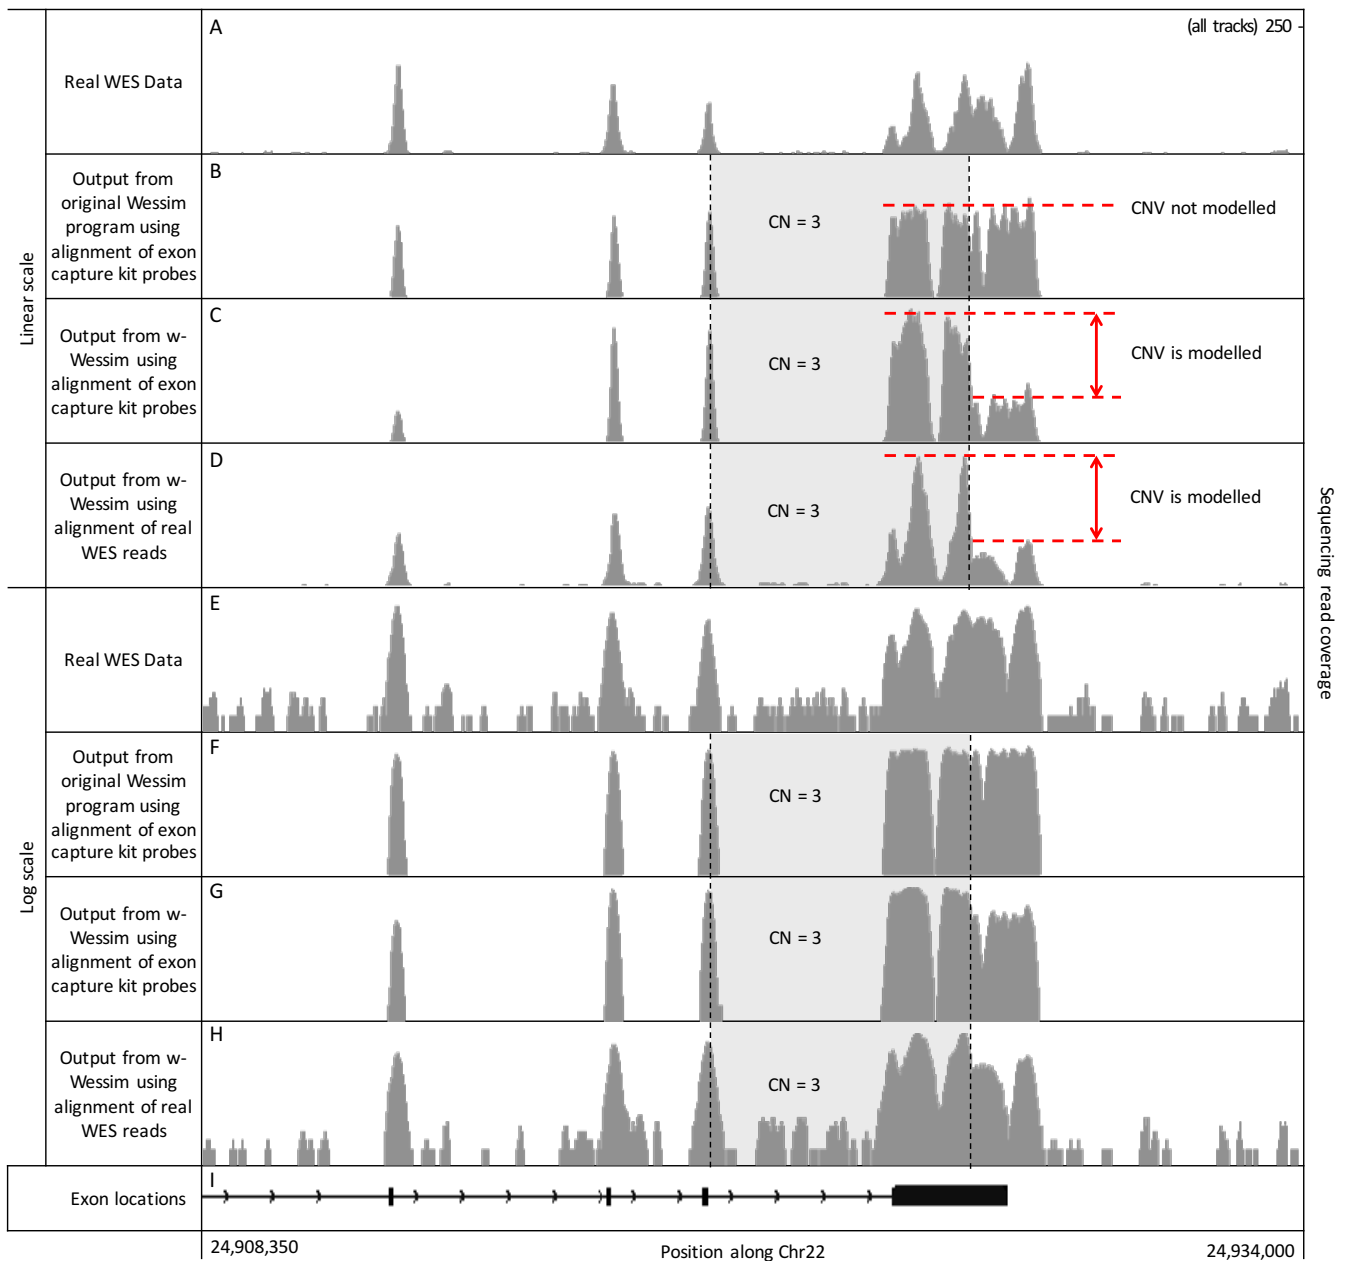 A
(all tracks) 250
Real WES Data
B
Output from
original Wessim
program using
alignment of exon
capture kit probes
CN = 3
CNV not modelled
Linear scale
C
Output from w-
Wessim using
alignment of exon
capture kit probes
CN = 3
CNV is modelled
D
Output from w-
Wessim using
alignment of real
WES reads
CN = 3
CNV is modelled
Sequencing read coverage
E
Real WES Data
F
Output from
original Wessim
program using
alignment of exon
capture kit probes
CN = 3
Log scale
G
Output from w-
Wessim using
alignment of exon
capture kit probes
CN = 3
H
Output from w-
Wessim using
alignment of real
WES reads
CN = 3
I
Exon locations
24,908,350
Position along Chr22
24,934,000